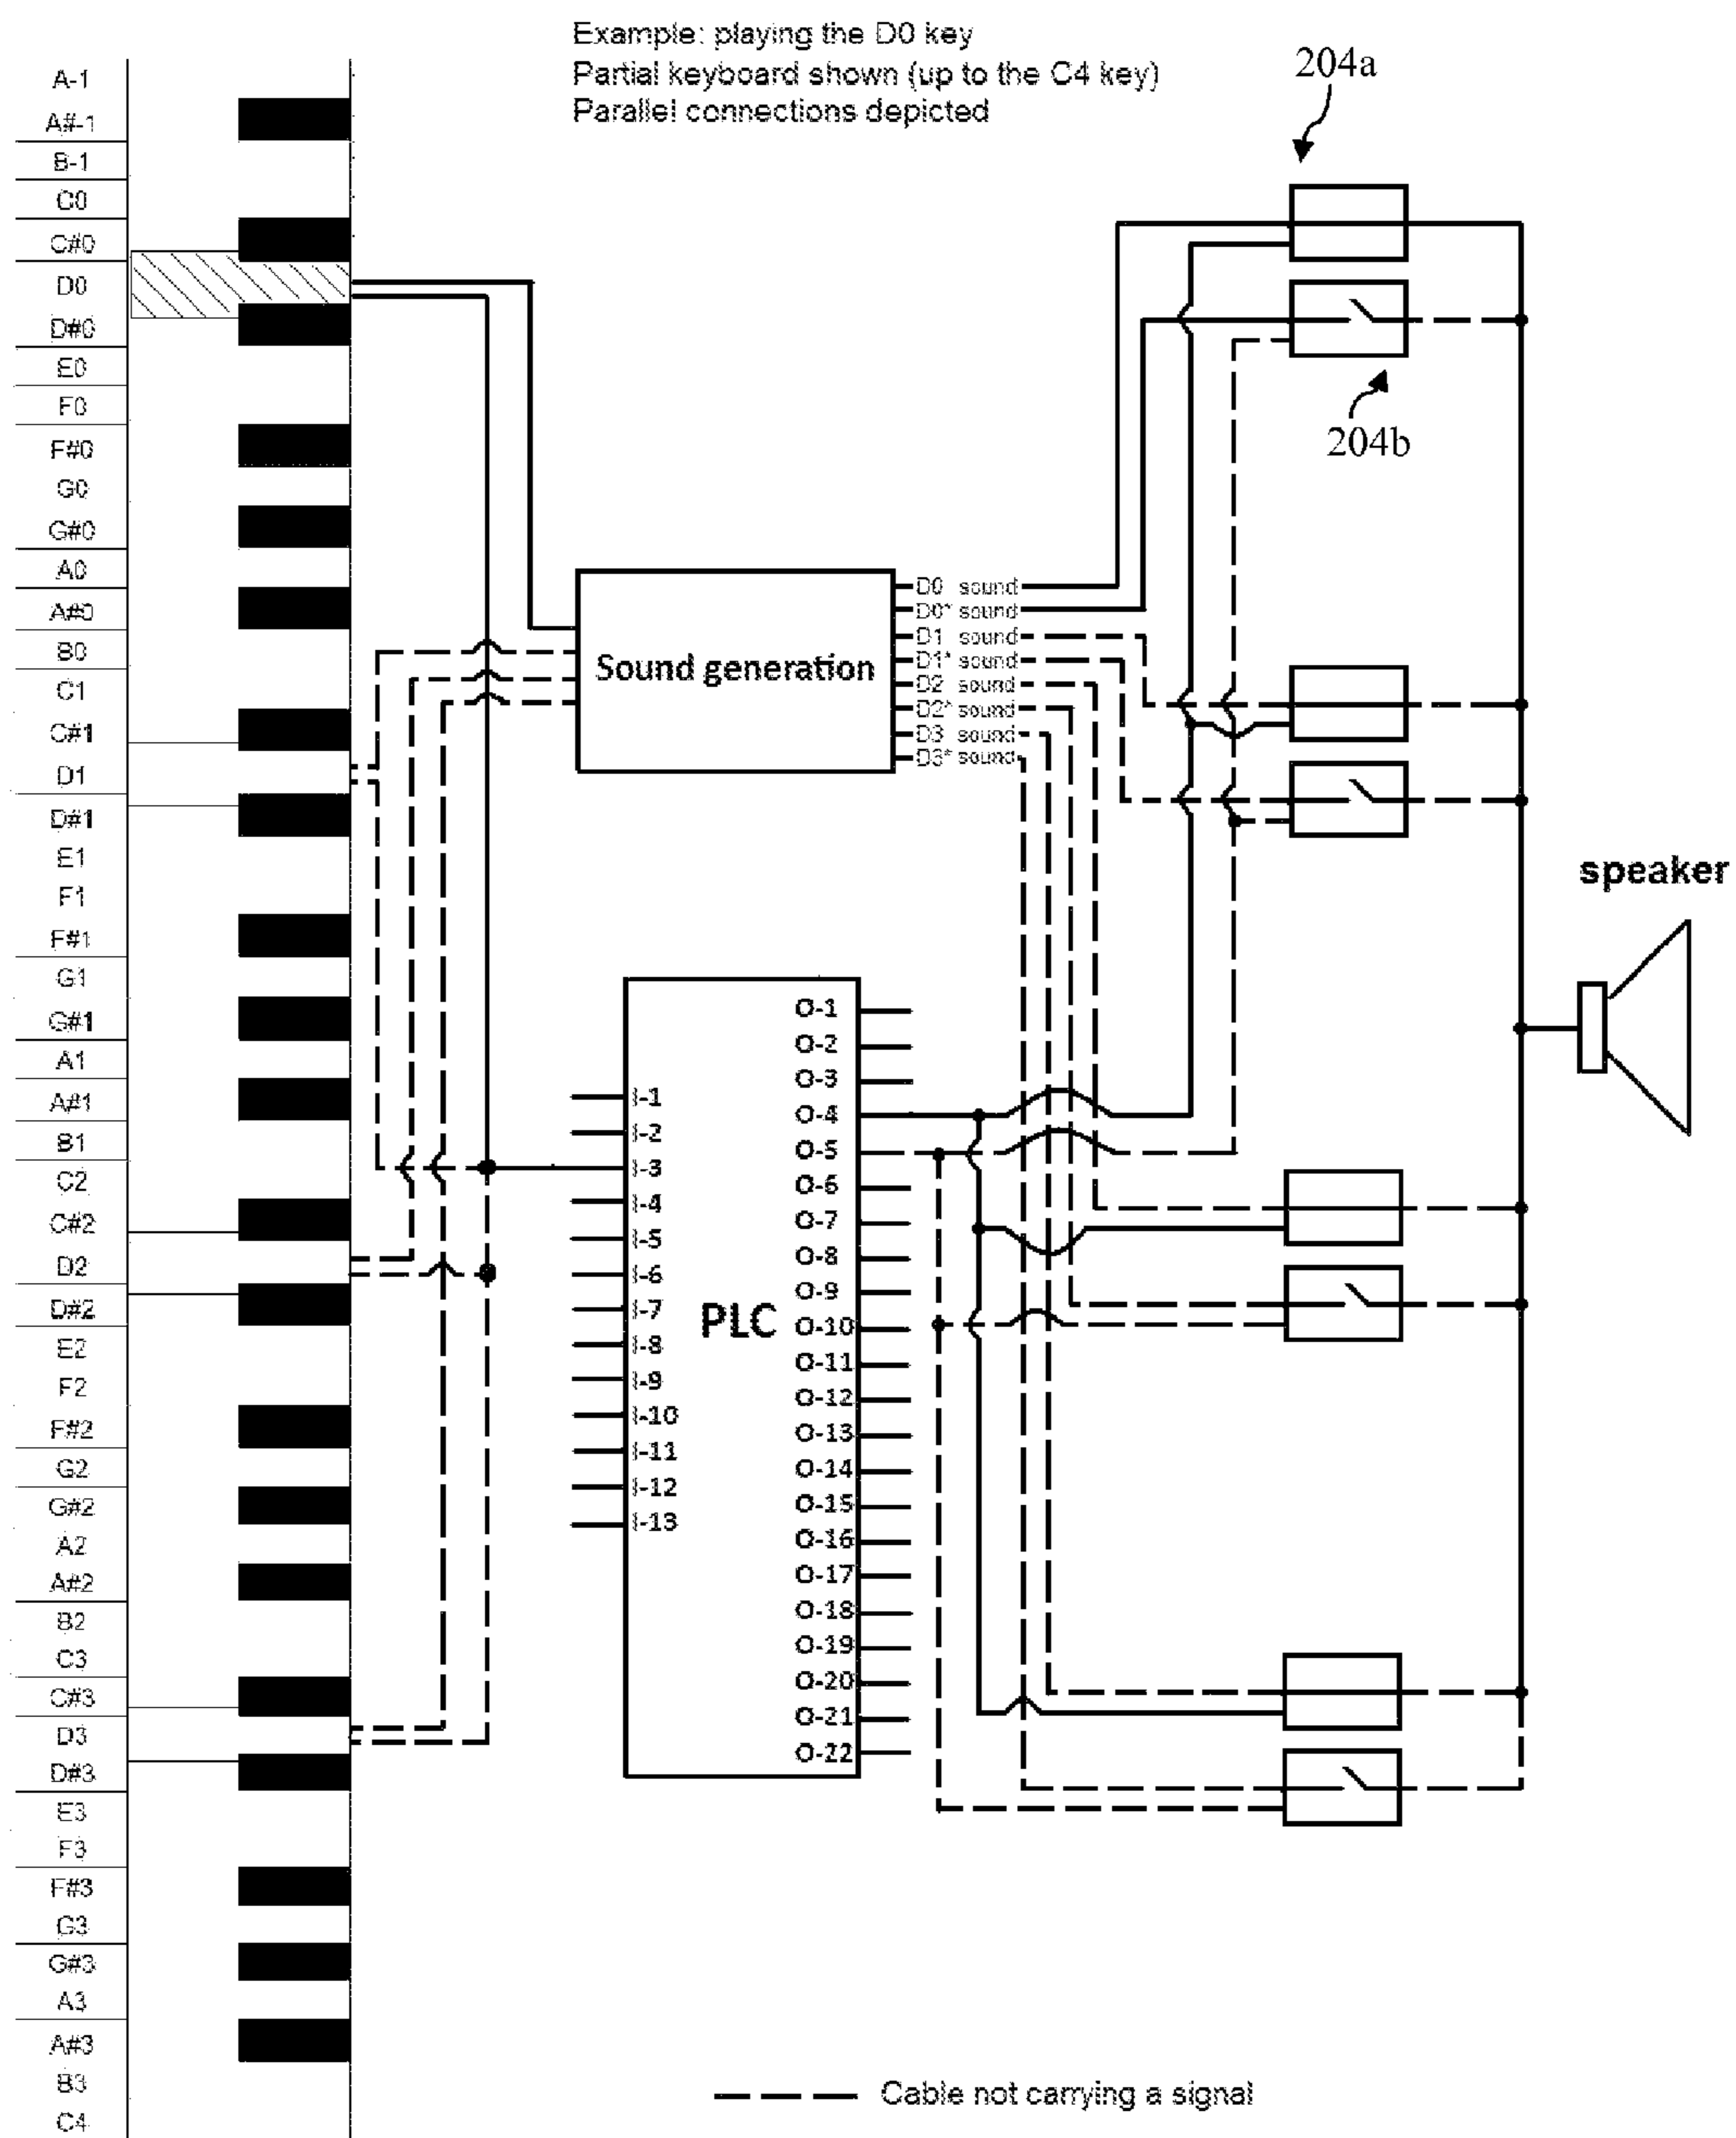 Example: playing the D0 key
Partial keyboard shown (up to the C4 key)
Parallel connections depicted
204a
204b
A-1
A#-1
B-1
C0
C#0
D0
D#0
E0
F0
F#0
G0
G#0
A0
A#0
B0
C1
C#1
D1
D#1
E1
F1
F#1
G1
G#1
A1
A#1
B1
C2
C#2
D2
D#2
E2
F2
F#2
G2
G#2
A2
A#2
B2
C3
C#3
D3
D#3
E3
F3
F#3
G3
G#3
A3
A#3
B3
C4
Sound generation
D0 sound
D0* sound
D1 sound
D1* sound
D2 sound
D2* sound
D3 sound
D3* sound
speaker
PLC
I-1
I-2
I-3
I-4
I-5
I-6
I-7
I-8
I-9
I-10
I-11
I-12
I-13
O-1
O-2
O-3
O-4
O-5
O-6
O-7
O-8
O-9
O-10
O-11
O-12
O-13
O-14
O-15
O-16
O-17
O-18
O-19
O-20
O-21
O-22
Cable not carrying a signal